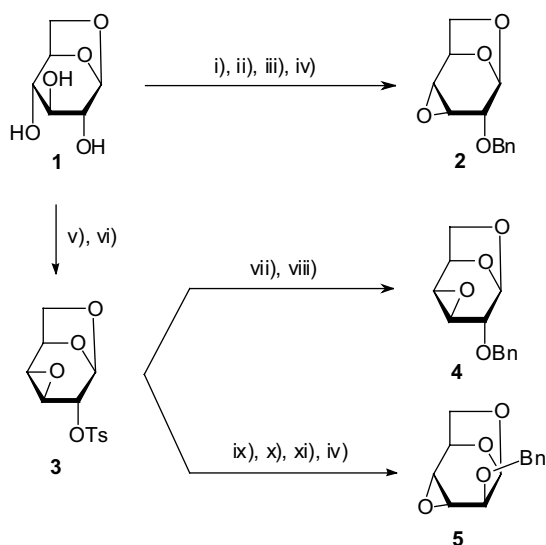 O
O
OH
HO
OH
1
i), ii), iii), iv)
O
O
O
OBn
2
v), vi)
O
O
O
OTs
3
vii), viii)
O
O
O
OBn
4
ix), x), xi), iv)
O
O
O
Bn
O
5